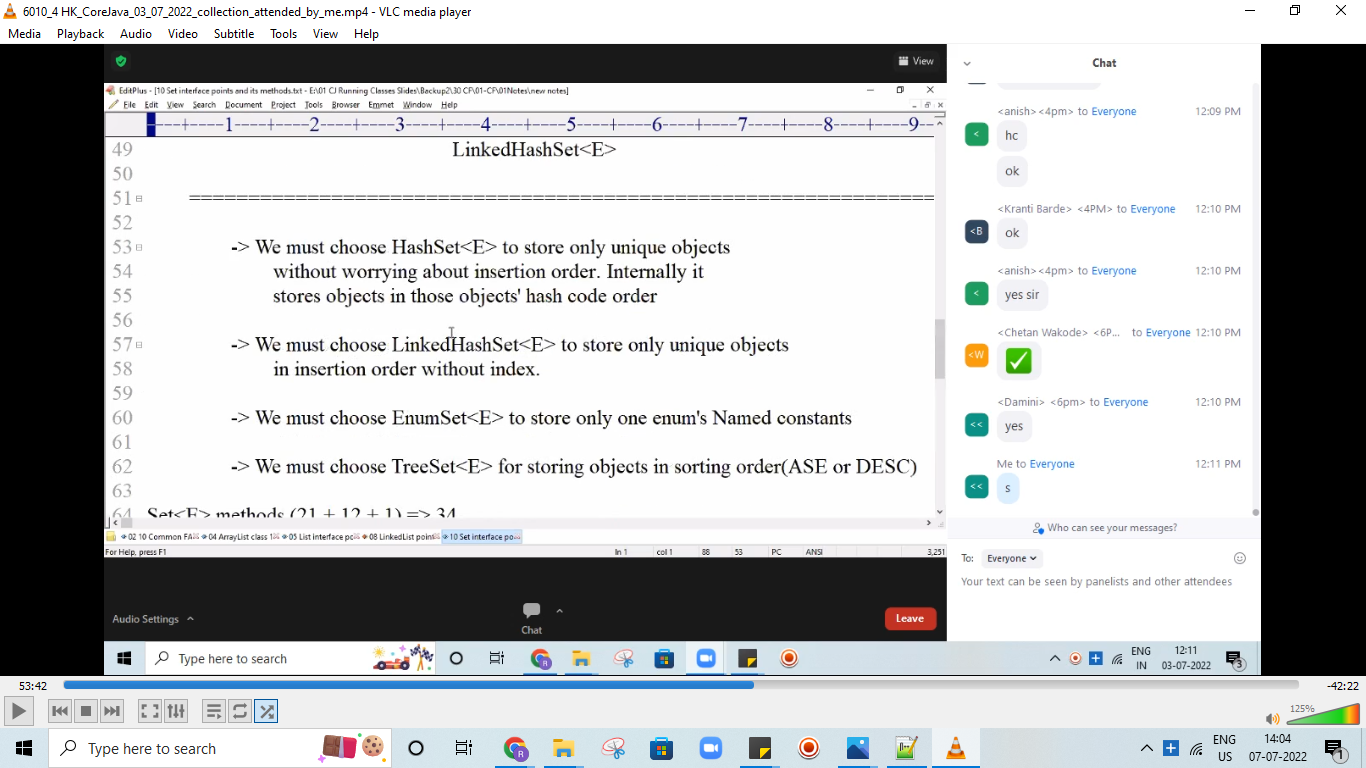 6010_4 HK_CoreJava_03_07_2022_collection_attended_by_me.mp4 - VLC media player
Media Playback Audio Video Subtitle Tools View Help
View
EditPlus - [10 Set interface points and its methods.txt - E:\01 CJ Running Classes Slides\Backup2\30 CF\01-CF\01Notes\new notes]
File Edit View Search Document Project Tools Browser Emmet Window Help
----+----1----+----2----+----3----+----4----+----5----+----6----+----7----+----8----+----9--
49 LinkedHashSet<E>
50
51 ==============================================================
52
53 -> We must choose HashSet<E> to store only unique objects
54 without worrying about insertion order. Internally it
55 stores objects in those objects' hash code order
56
57 -> We must choose LinkedHashSet<E> to store only unique objects
58 in insertion order without index.
59
60 -> We must choose EnumSet<E> to store only one enum's Named constants
61
62 -> We must choose TreeSet<E> for storing objects in sorting order(ASE or DESC)
63
64 Set<E> methods (21 + 12 + 1) => 34
02 10 Common FA 04 ArrayList class 1 05 List interface po 08 LinkedList point 10 Set interface po...
For Help, press F1 ln 1 col 1 88 53 PC ANSI 3,251
Audio Settings
Chat
Leave
Chat
<anish> <4pm> to Everyone 12:09 PM
<
hc
ok
<Kranti Barde> <4PM> to Everyone 12:10 PM
<B
ok
<anish><4pm> to Everyone 12:10 PM
<
yes sir
<Chetan Wakode> <6P... to Everyone 12:10 PM
<W
<Damini> <6pm> to Everyone 12:10 PM
<<
yes
Me to Everyone 12:11 PM
<<
s
Who can see your messages?
To: Everyone
Your text can be seen by panelists and other attendees
Type here to search
R
ENG
IN
12:11
03-07-2022
3
53:42
-42:22
125%
Type here to search
R
ENG
US
14:04
07-07-2022
1